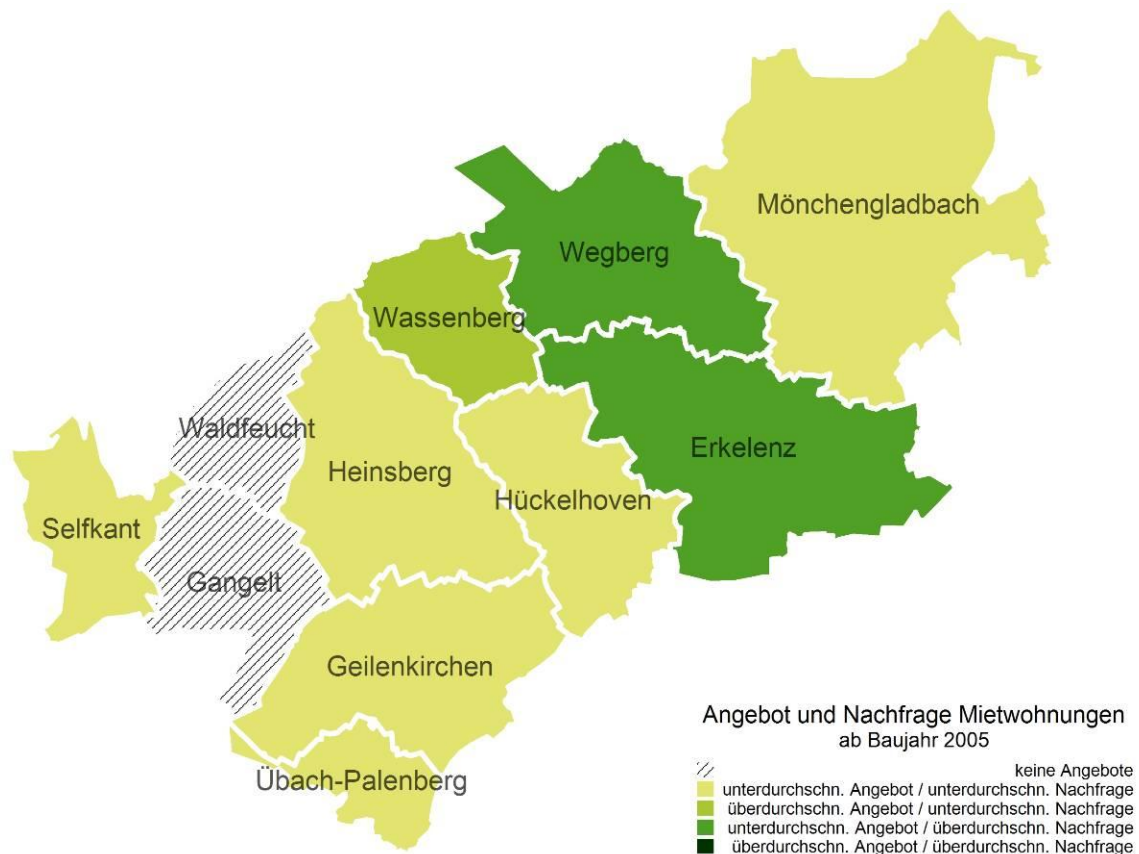 Mönchengladbach
Wegberg
Wassenberg
Waldfeucht
Erkelenz
Heinsberg
Hückelhoven
Selfkant
Gangelt
Geilenkirchen
Übach-Palenberg
Angebot und Nachfrage Mietwohnungen
ab Baujahr 2005
keine Angebote
unterdurchschn. Angebot / unterdurchschn. Nachfrage
überdurchschn. Angebot / unterdurchschn. Nachfrage
unterdurchschn. Angebot / überdurchschn. Nachfrage
überdurchschn. Angebot / überdurchschn. Nachfrage